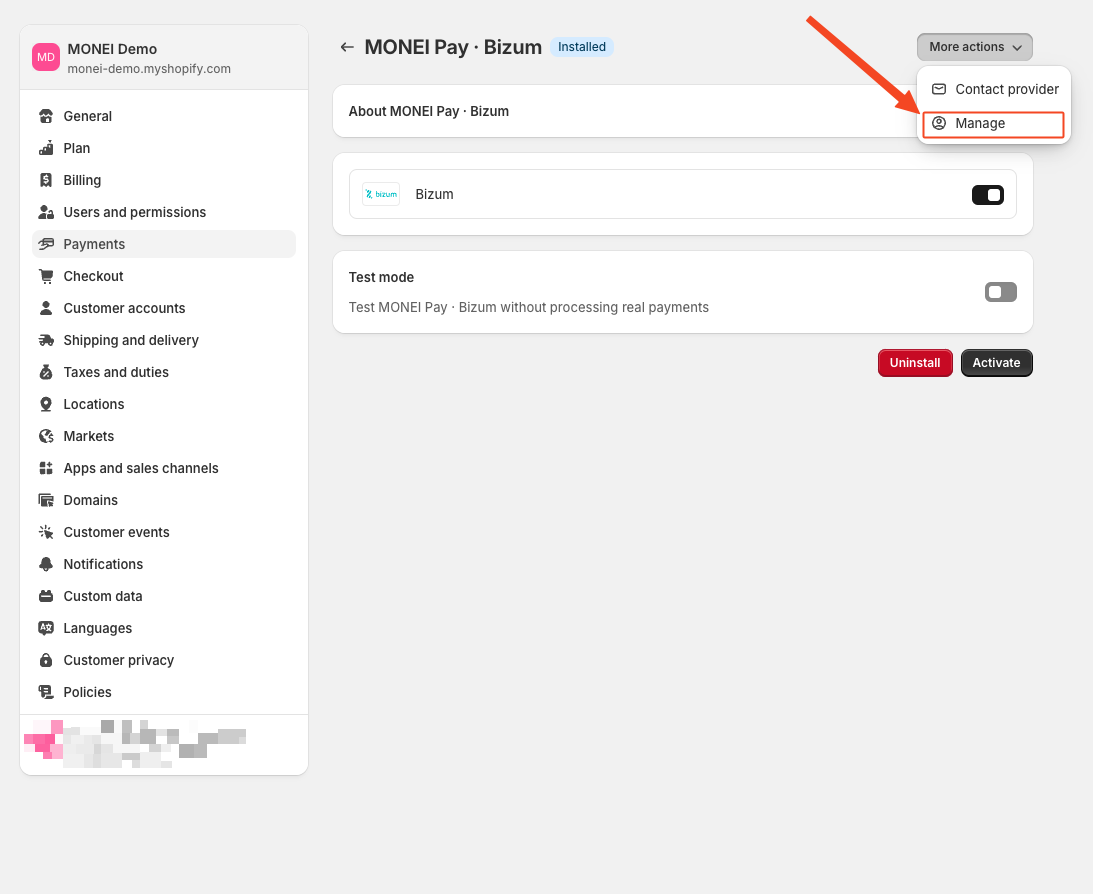 MD
MONEI Demo
monei-demo.myshopify.com
General
Plan
Billing
Users and permissions
Payments
Checkout
Customer accounts
Shipping and delivery
Taxes and duties
Locations
Markets
Apps and sales channels
Domains
Customer events
Notifications
Custom data
Languages
Customer privacy
Policies
MONEI Pay · Bizum Installed
More actions
Contact provider
Manage
About MONEI Pay · Bizum
bizum Bizum
Test mode
Test MONEI Pay · Bizum without processing real payments
Uninstall Activate